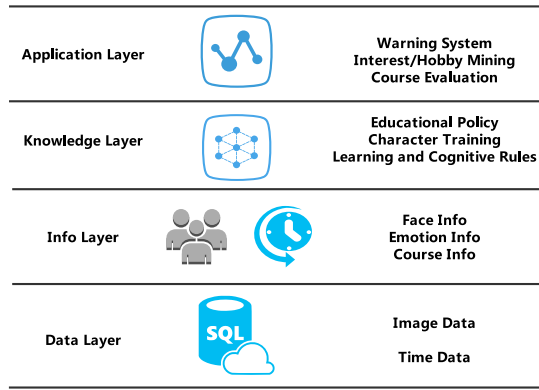 Application Layer
Warning System
Interest/Hobby Mining
Course Evaluation
Knowledge Layer
Educational Policy
Character Training
Learning and Cognitive Rules
Info Layer
Face Info
Emotion Info
Course Info
Data Layer
SQL
Image Data
Time Data